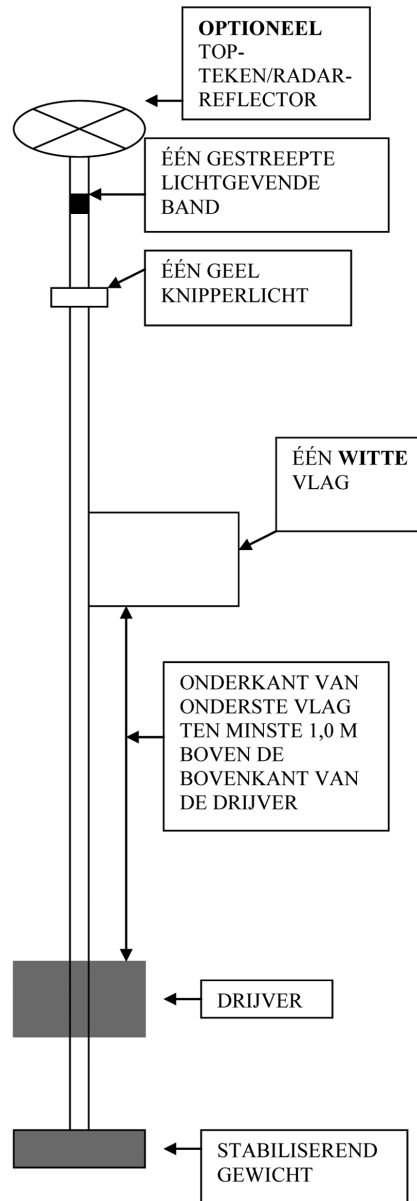 OPTIONEEL
TOP-
TEKEN/RADAR-
REFLECTOR
ÉÉN GESTREEPTE
LICHTGEVENDE
BAND
ÉÉN GEEL
KNIPPERLICHT
ÉÉN WITTE
VLAG
ONDERKANT VAN
ONDERSTE VLAG
TEN MINSTE 1,0 M
BOVEN DE
BOVENKANT VAN
DE DRIJVER
DRIJVER
STABILISEREND
GEWICHT